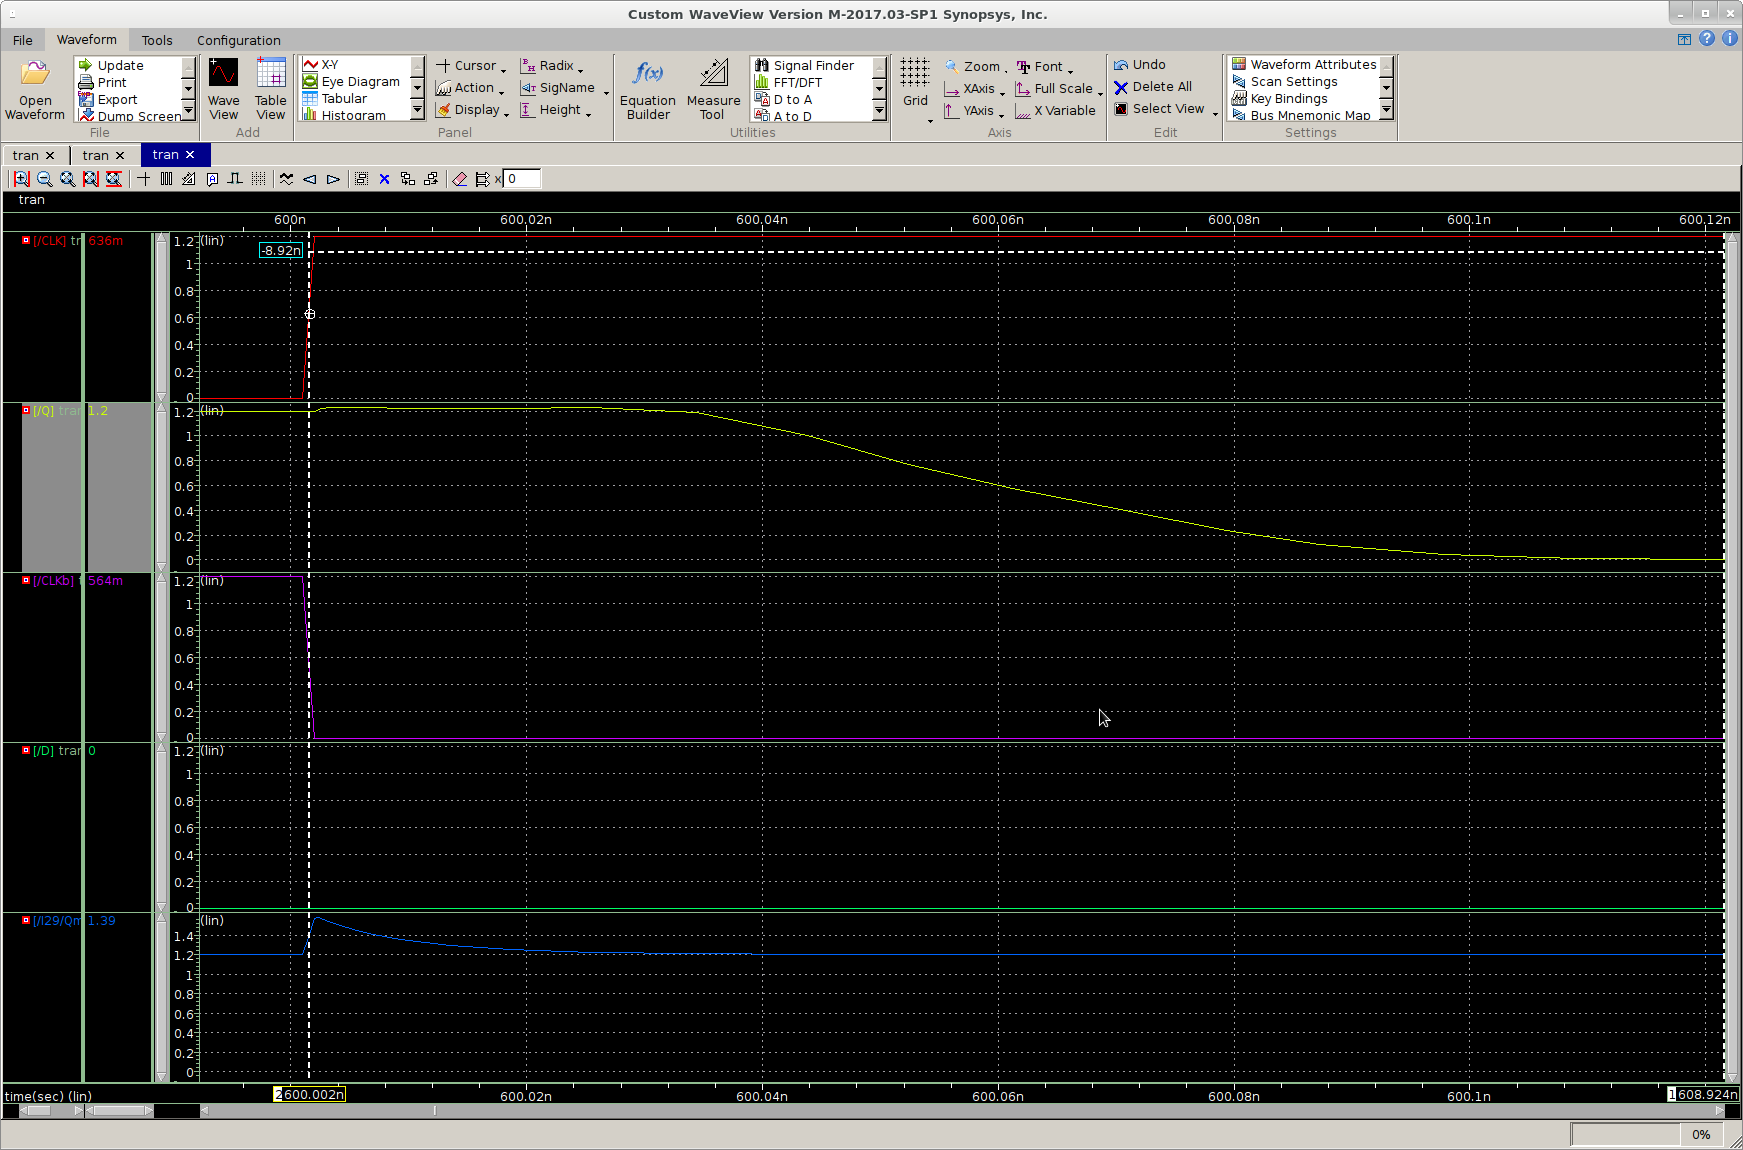 Custom WaveView Version M-2017.03-SP1 Synopsys, Inc.
File Waveform Tools Configuration
Open Waveform
Update
Print
Export
Dump Screen
File
Wave View
Table View
Add
X-Y
Eye Diagram
Tabular
Histogram
Cursor
Action
Display
Radix
SigName
Height
Panel
Equation Builder
Measure Tool
Signal Finder
FFT/DFT
D to A
A to D
Utilities
Grid
Zoom
XAxis
YAxis
Font
Full Scale
X Variable
Axis
Undo
Delete All
Select View
Edit
Waveform Attributes
Scan Settings
Key Bindings
Bus Mnemonic Map
Settings
tran tran tran
x 0
tran
600n 600.02n 600.04n 600.06n 600.08n 600.1n 600.12n
[/CLK] tr 636m 1.2 (lin)
-8.92n
1
0.8
0.6
0.4
0.2
0
[/Q] tran 1.2 1.2 (lin)
1
0.8
0.6
0.4
0.2
0
[/CLKb] t 564m 1.2 (lin)
1
0.8
0.6
0.4
0.2
0
[/D] tran 0 1.2 (lin)
1
0.8
0.6
0.4
0.2
0
[/I29/Qm 1.39 (lin)
1.4
1.2
1
0.8
0.6
0.4
0.2
0
time(sec) (lin) 2 600.002n 600.02n 600.04n 600.06n 600.08n 600.1n 1 608.924n
0%